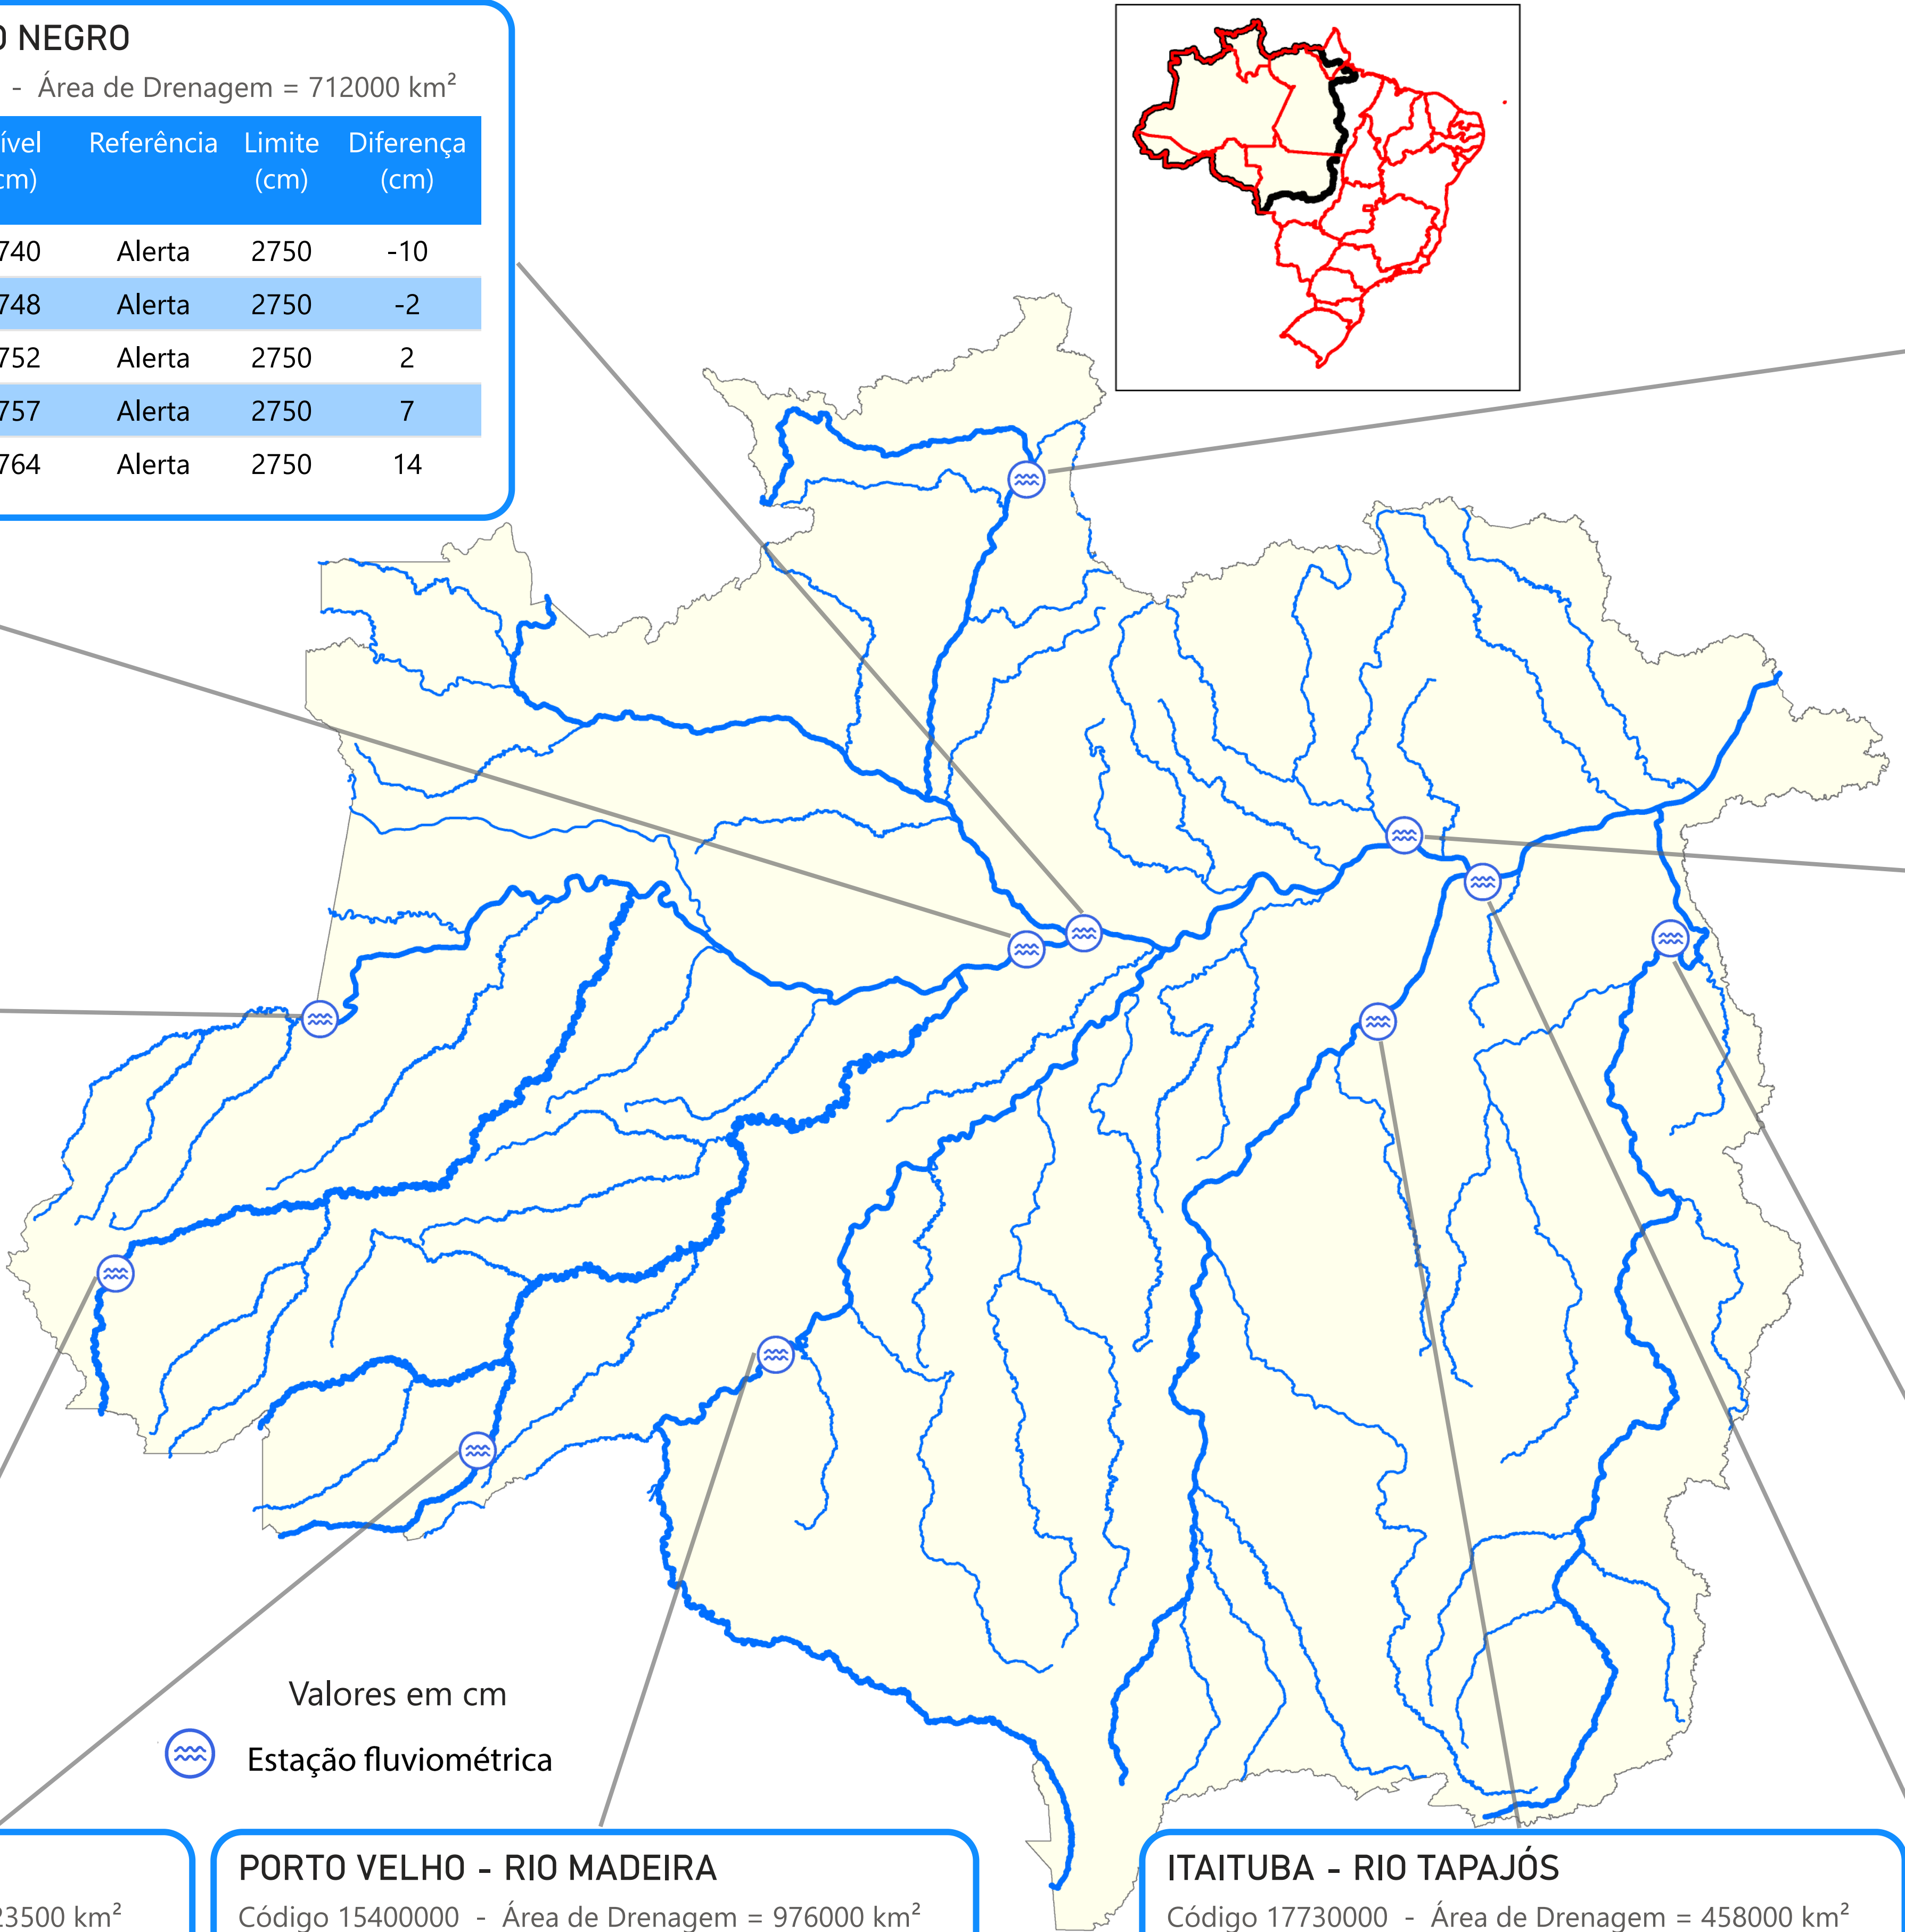 NEGRO
- Área de Drenagem = 712000 km²
Referência Limite Diferença
(cm) (cm)
740 Alerta 2750 -10
748 Alerta 2750 -2
752 Alerta 2750 2
757 Alerta 2750 7
764 Alerta 2750 14
Valores em cm
Estação fluviométrica
23500 km²
PORTO VELHO - RIO MADEIRA
Código 15400000 - Área de Drenagem = 976000 km²
ITAITUBA - RIO TAPAJÓS
Código 17730000 - Área de Drenagem = 458000 km²